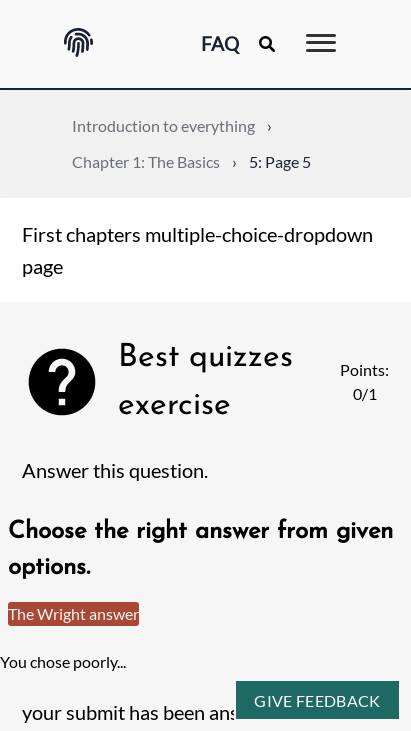 FAQ
Introduction to everything ›
Chapter 1: The Basics › 5: Page 5
First chapters multiple-choice-dropdown
page
Best quizzes
exercise
Points:
0/1
Answer this question.
Choose the right answer from given
options.
The Wright answer
You chose poorly...
GIVE FEEDBACK
your submit has been